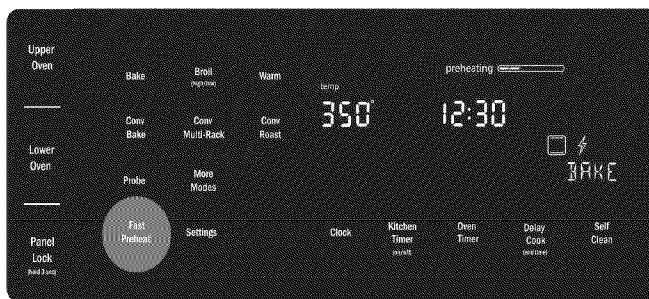 Upper
Oven
Lower
Oven
Panel
Lock
(hold 3 sec)
Bake
Broil
(high/low)
Warm
Conv
Bake
Conv
Multi-Rack
Conv
Roast
Probe
More
Modes
Fast
Preheat
Settings
preheating
temp
350°
12:30
BAKE
Clock
Kitchen
Timer
(on/off)
Oven
Timer
Delay
Cook
(end time)
Self
Clean